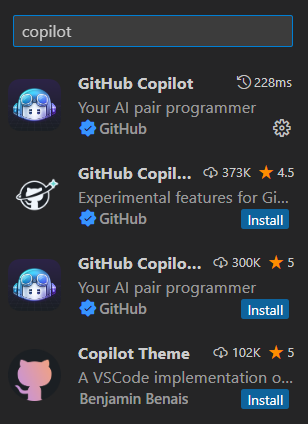 copilot
GitHub Copilot 228ms
Your AI pair programmer
GitHub
GitHub Copil... 373K 4.5
Experimental features for Gi...
GitHub Install
GitHub Copilo... 300K 5
Your AI pair programmer
GitHub Install
Copilot Theme 102K 5
A VSCode implementation o...
Benjamin Benais Install